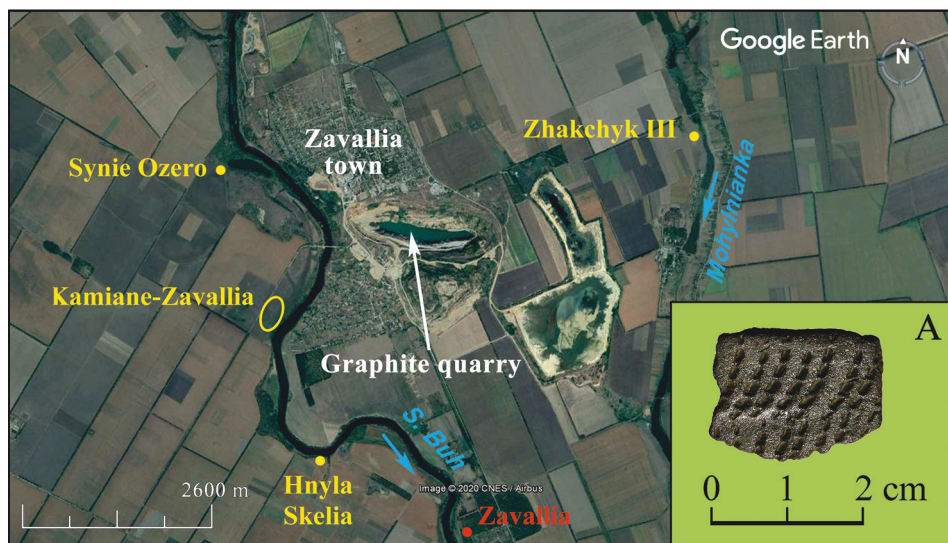 Google Earth
N
Zavallia
town
Zhakchyk III
Synie Ozero
Mohylnianka
Kamiane-Zavallia
Graphite quarry
A
S. Buh
2600 m
Hnyla
Skelia
Image © 2020 CNES / Airbus
Zavallia
0 1 2 cm